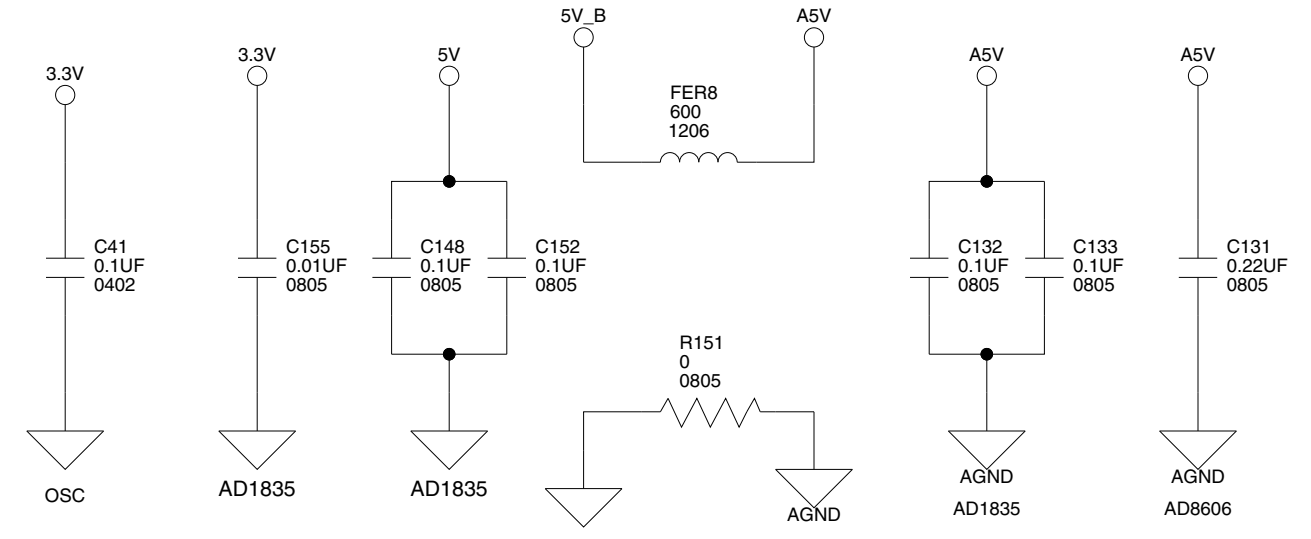 3.3V
C41
0.1UF
0402
OSC
3.3V
C155
0.01UF
0805
AD1835
5V
C148
0.1UF
0805
C152
0.1UF
0805
AD1835
5V_B
A5V
FER8
600
1206
R151
0
0805
AGND
A5V
C132
0.1UF
0805
C133
0.1UF
0805
AGND
AD1835
A5V
C131
0.22UF
0805
AGND
AD8606